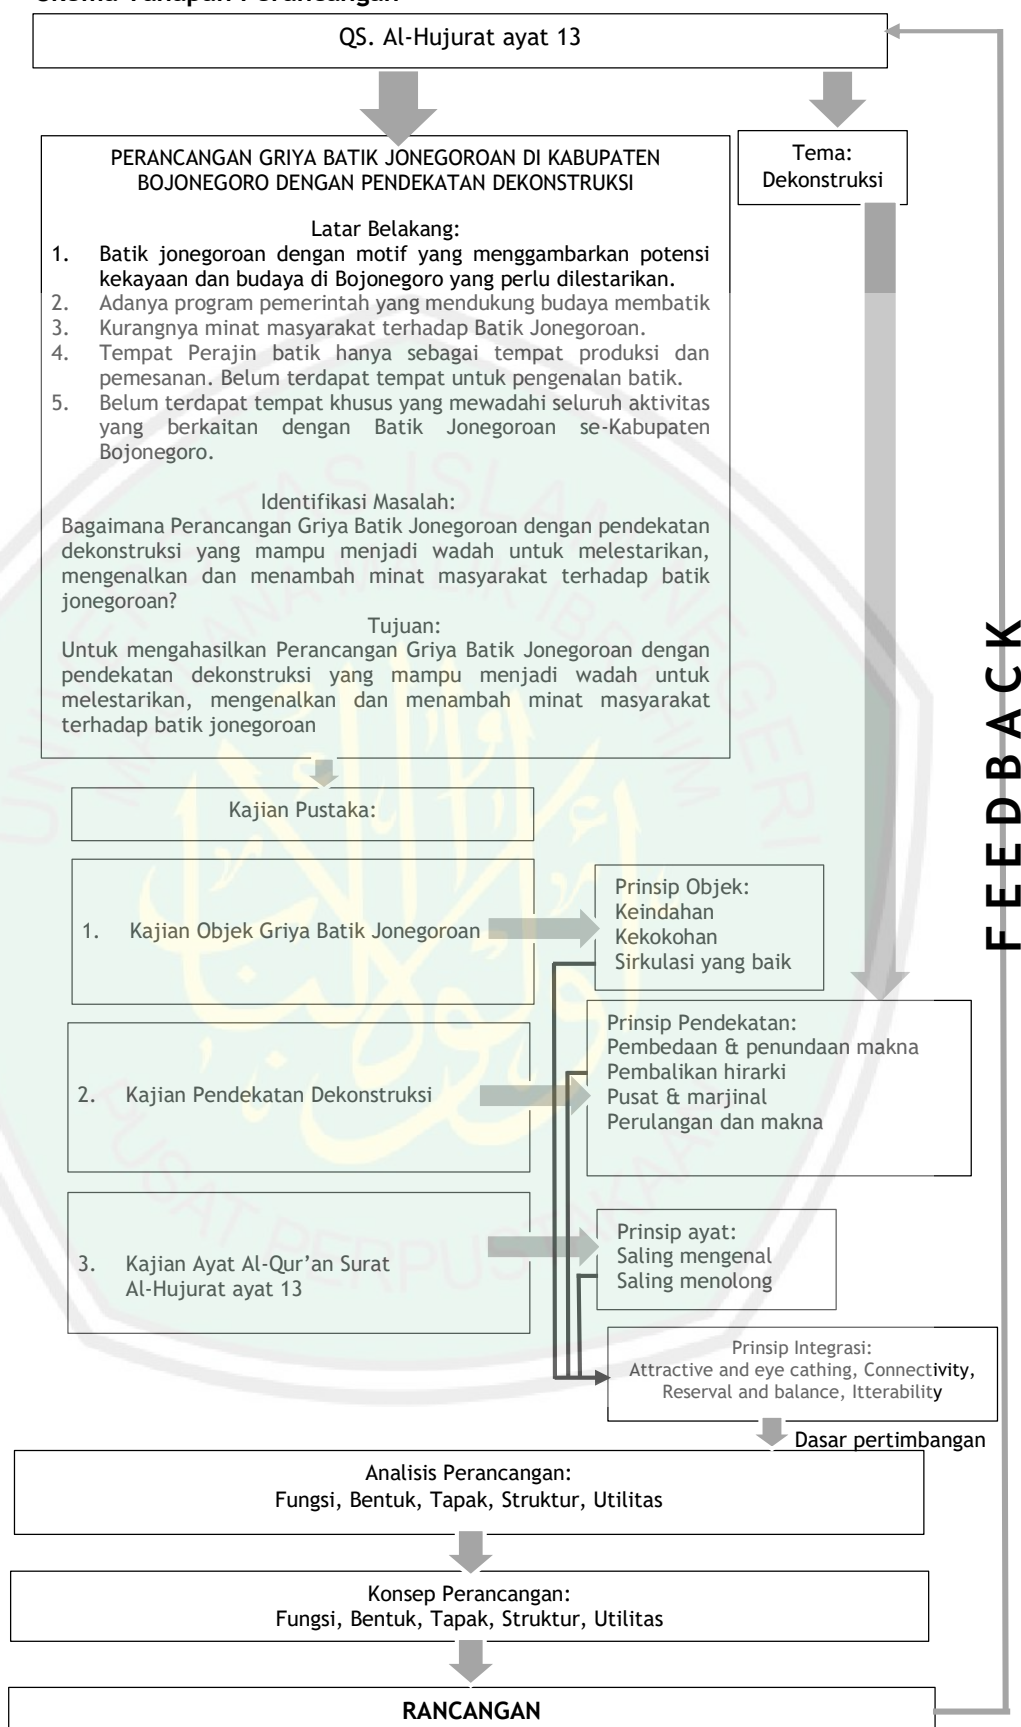 Skema Tahapan Perancangan
QS. Al-Hujurat ayat 13
PERANCANGAN GRIYA BATIK JONEGOROAN DI KABUPATEN
BOJONEGORO DENGAN PENDEKATAN DEKONSTRUKSI
Latar Belakang:
1. Batik jonegoroan dengan motif yang menggambarkan potensi
kekayaan dan budaya di Bojonegoro yang perlu dilestarikan.
2. Adanya program pemerintah yang mendukung budaya membatik
3. Kurangnya minat masyarakat terhadap Batik Jonegoroan.
4. Tempat Perajin batik hanya sebagai tempat produksi dan
pemesanan. Belum terdapat tempat untuk pengenalan batik.
5. Belum terdapat tempat khusus yang mewadahi seluruh aktivitas
yang berkaitan dengan Batik Jonegoroan se-Kabupaten
Bojonegoro.
Identifikasi Masalah:
Bagaimana Perancangan Griya Batik Jonegoroan dengan pendekatan
dekonstruksi yang mampu menjadi wadah untuk melestarikan,
mengenalkan dan menambah minat masyarakat terhadap batik
jonegoroan?
Tujuan:
Untuk mengahasilkan Perancangan Griya Batik Jonegoroan dengan
pendekatan dekonstruksi yang mampu menjadi wadah untuk
melestarikan, mengenalkan dan menambah minat masyarakat
terhadap batik jonegoroan
Tema:
Dekonstruksi
Kajian Pustaka:
1. Kajian Objek Griya Batik Jonegoroan
Prinsip Objek:
Keindahan
Kekokohan
Sirkulasi yang baik
2. Kajian Pendekatan Dekonstruksi
Prinsip Pendekatan:
Pembedaan & penundaan makna
Pembalikan hirarki
Pusat & marjinal
Perulangan dan makna
3. Kajian Ayat Al-Qur’an Surat
Al-Hujurat ayat 13
Prinsip ayat:
Saling mengenal
Saling menolong
Prinsip Integrasi:
Attractive and eye cathing, Connectivity,
Reserval and balance, Itterability
Dasar pertimbangan
Analisis Perancangan:
Fungsi, Bentuk, Tapak, Struktur, Utilitas
Konsep Perancangan:
Fungsi, Bentuk, Tapak, Struktur, Utilitas
RANCANGAN
FEEDBACK
UNIVERSITAS ISLAM NEGERI
MAULANA MALIK IBRAHIM
PUSAT PERPUSTAKAAN